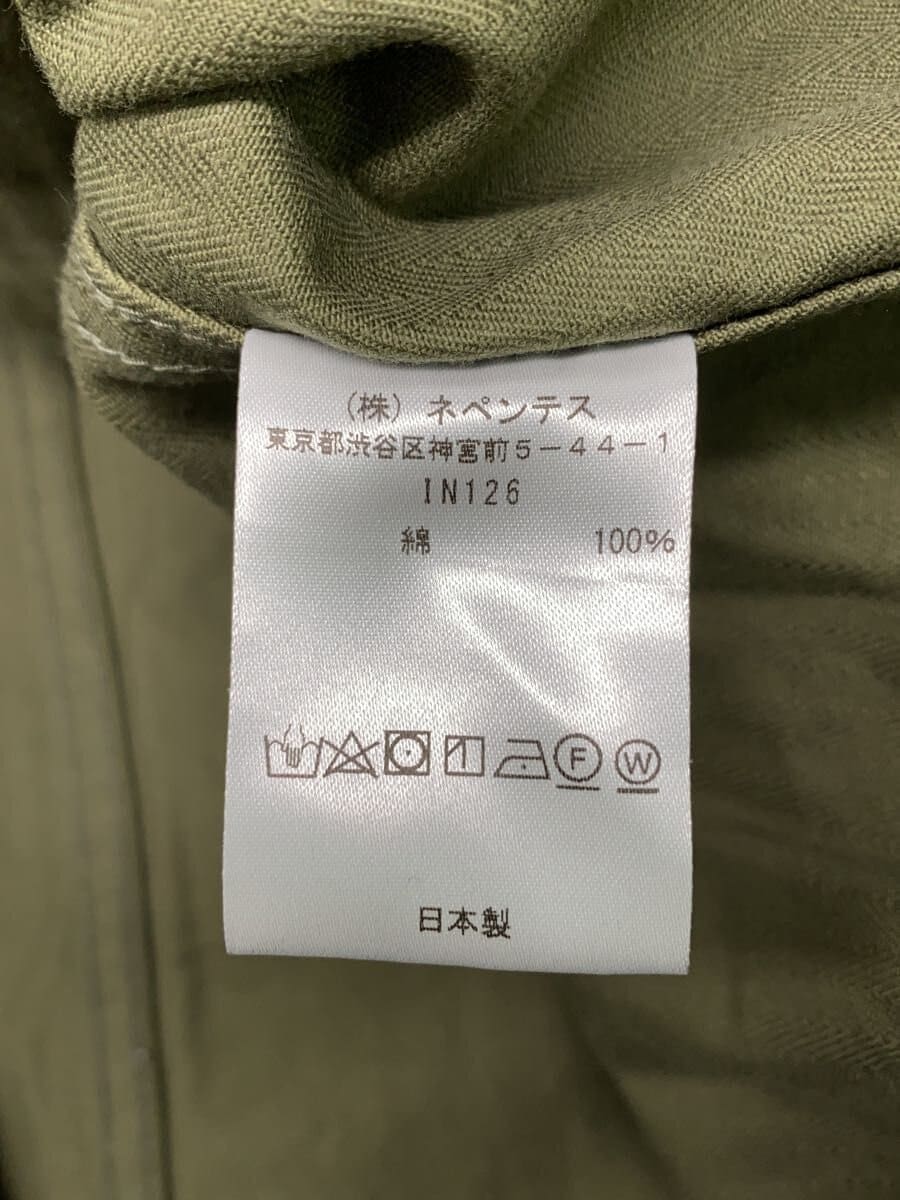 （株）ネペンテス
東京都渋谷区神宮前5-44-1
IN126
綿 100%
F W
日本製